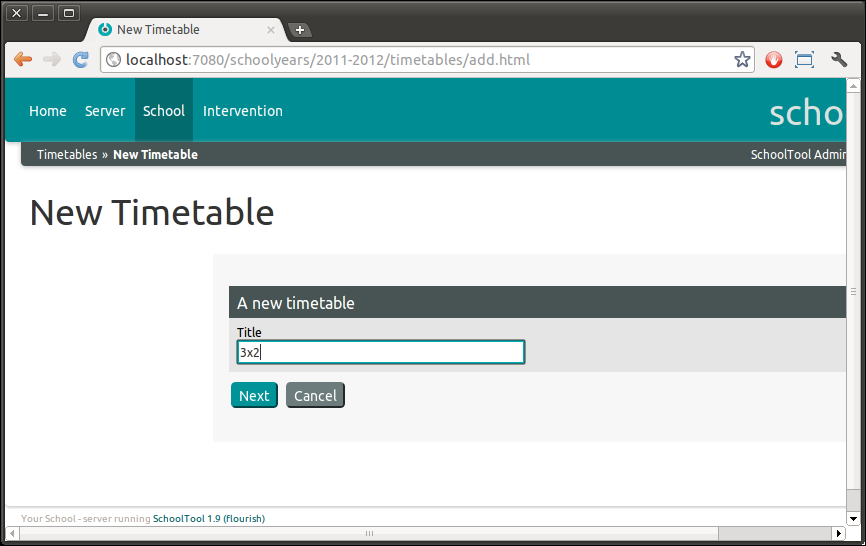 New Timetable
localhost:7080/schoolyears/2011-2012/timetables/add.html
Home Server School Intervention scho
Timetables » New Timetable SchoolTool Admin
New Timetable
A new timetable
Title
3x2
Next Cancel
Your School - server running SchoolTool 1.9 (flourish)